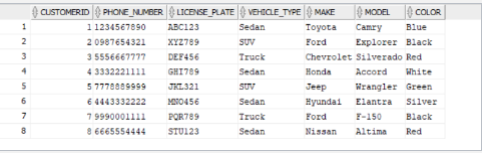 CUSTOMERID PHONE_NUMBER LICENSE_PLATE VEHICLE_TYPE MAKE MODEL COLOR
1 1 1234567890 ABC123 Sedan Toyota Camry Blue
2 2 0987654321 XYZ789 SUV Ford Explorer Black
3 3 5556667777 DEF456 Truck Chevrolet Silverado Red
4 4 3332221111 GHI789 Sedan Honda Accord White
5 5 7778889999 JKL321 SUV Jeep Wrangler Green
6 6 4443332222 MNO456 Sedan Hyundai Elantra Silver
7 7 9990001111 PQR789 Truck Ford F-150 Black
8 8 6665554444 STU123 Sedan Nissan Altima Red